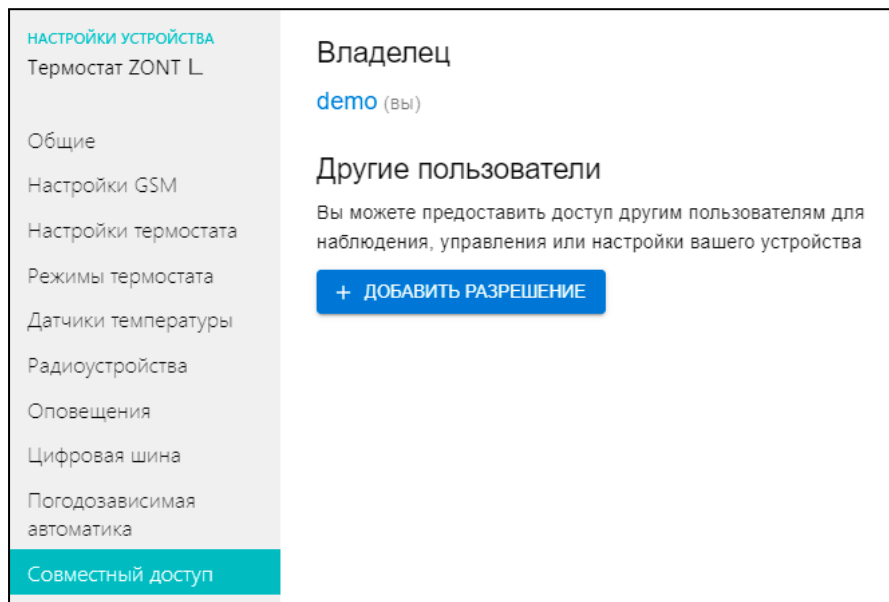 НАСТРОЙКИ УСТРОЙСТВА
Термостат ZONT L
Общие
Настройки GSM
Настройки термостата
Режимы термостата
Датчики температуры
Радиоустройства
Оповещения
Цифровая шина
Погодозависимая
автоматика
Совместный доступ
Владелец
demo (вы)
Другие пользователи
Вы можете предоставить доступ другим пользователям для
наблюдения, управления или настройки вашего устройства
+ ДОБАВИТЬ РАЗРЕШЕНИЕ